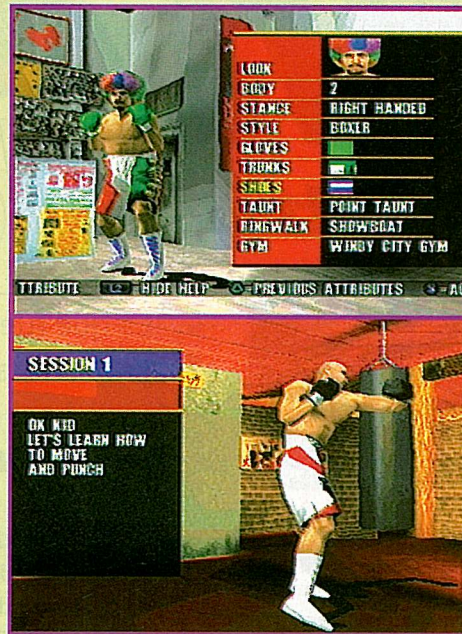 LOOK
BODY 2
STANCE RIGHT HANDED
STYLE BOXER
GLOVES
TRUNKS
SHOES
TAUNT POINT TAUNT
RINGWALK SHOWBOAT
GYM WINDY CITY GYM
TTRIBUTE L2 - HIDE HELP - PREVIOUS ATTRIBUTES
SESSION 1
OK KID
LET'S LEARN HOW
TO MOVE
AND PUNCH